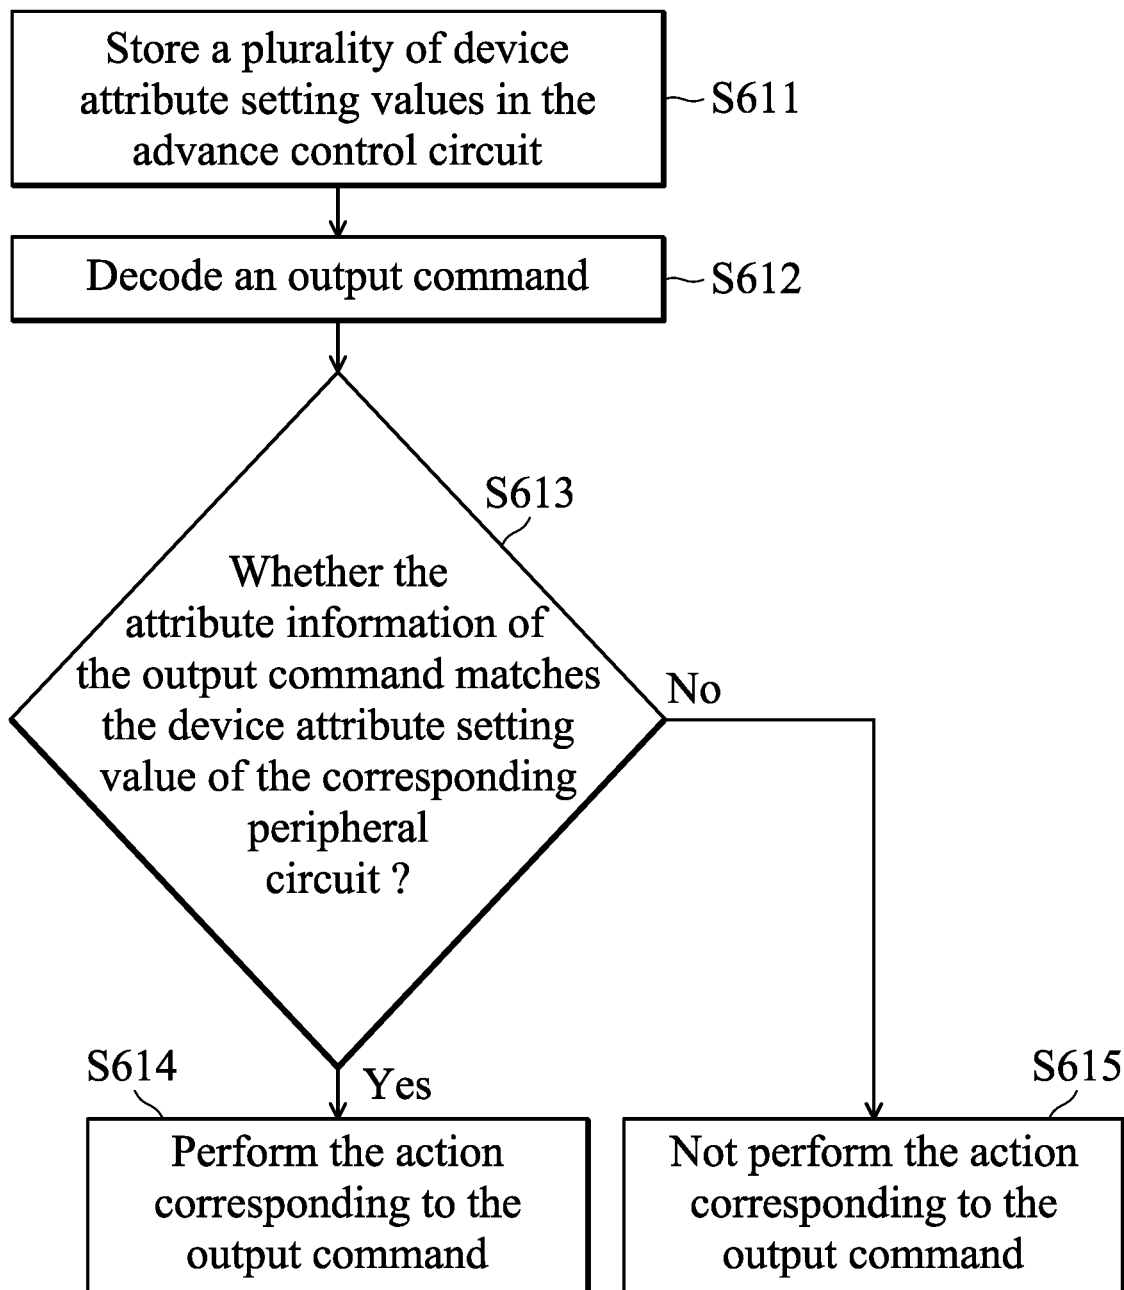 Store a plurality of device
attribute setting values in the
advance control circuit
S611
Decode an output command
S612
S613
Whether the
attribute information of
the output command matches
the device attribute setting
value of the corresponding
peripheral
circuit ?
No
Yes
S614
Perform the action
corresponding to the
output command
S615
Not perform the action
corresponding to the
output command